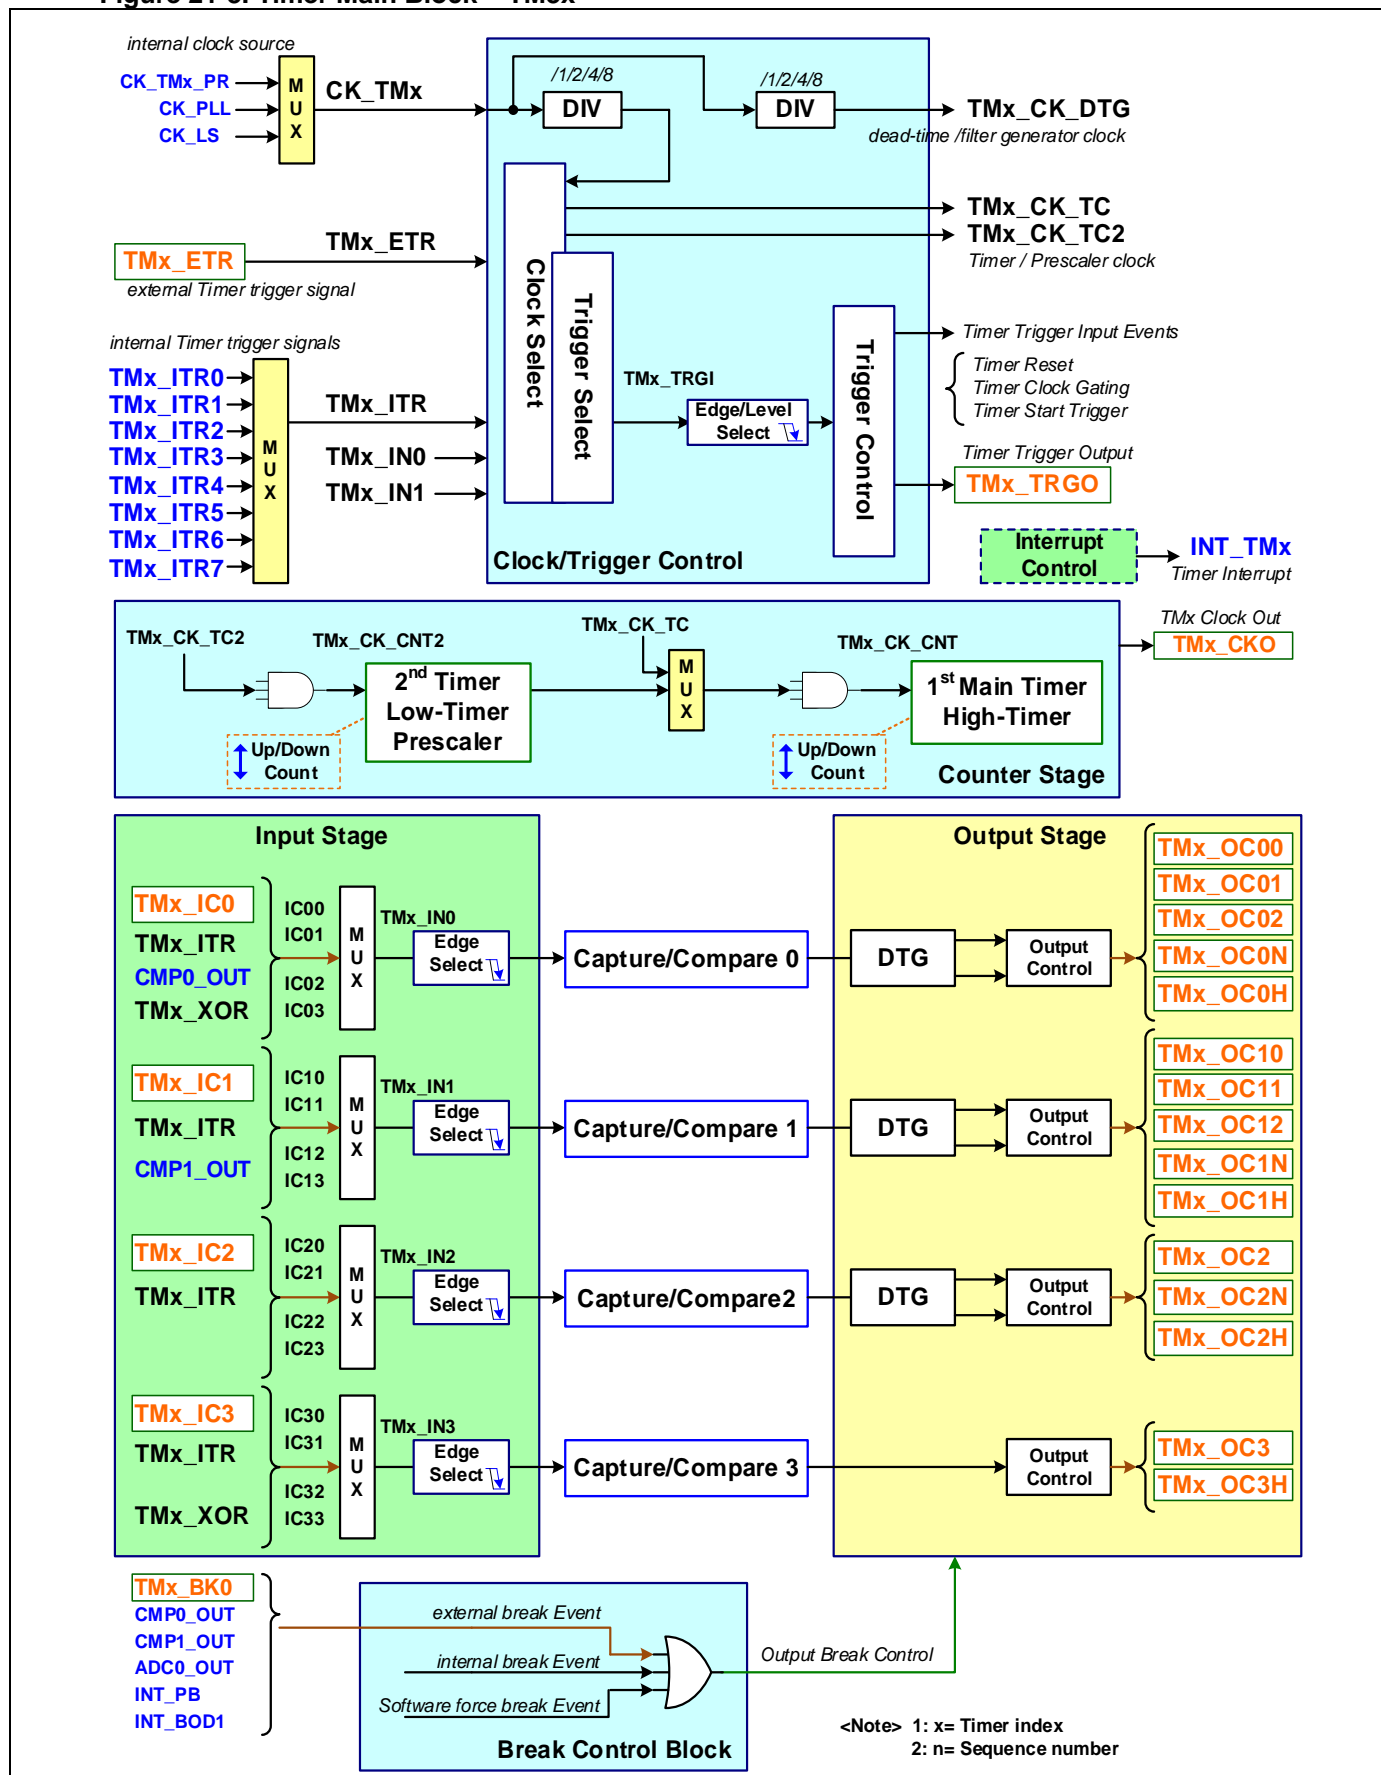 internal clock source
CK_TMx_PR
CK_PLL
CK_LS
MUX
CK_TMx
/1/2/4/8
DIV
/1/2/4/8
DIV
TMx_CK_DTG
dead-time /filter generator clock
TMx_CK_TC
TMx_CK_TC2
Timer / Prescaler clock
TMx_ETR
TMx_ETR
external Timer trigger signal
Clock Select
Trigger Select
internal Timer trigger signals
TMx_ITR0
TMx_ITR1
TMx_ITR2
TMx_ITR3
TMx_ITR4
TMx_ITR5
TMx_ITR6
TMx_ITR7
MUX
TMx_ITR
TMx_IN0
TMx_IN1
TMx_TRGI
Edge/Level
Select
Trigger Control
Timer Trigger Input Events
Timer Reset
Timer Clock Gating
Timer Start Trigger
Timer Trigger Output
TMx_TRGO
Clock/Trigger Control
Interrupt
Control
INT_TMx
Timer Interrupt
TMx_CK_TC2
TMx_CK_CNT2
2nd Timer
Low-Timer
Prescaler
Up/Down
Count
TMx_CK_TC
MUX
TMx_CK_CNT
1st Main Timer
High-Timer
Up/Down
Count
Counter Stage
TMx Clock Out
TMx_CKO
Input Stage
Output Stage
TMx_IC0
TMx_ITR
CMP0_OUT
TMx_XOR
IC00
IC01
IC02
IC03
MUX
TMx_IN0
Edge
Select
Capture/Compare 0
DTG
Output
Control
TMx_OC00
TMx_OC01
TMx_OC02
TMx_OC0N
TMx_OC0H
TMx_IC1
TMx_ITR
CMP1_OUT
IC10
IC11
IC12
IC13
MUX
TMx_IN1
Edge
Select
Capture/Compare 1
DTG
Output
Control
TMx_OC10
TMx_OC11
TMx_OC12
TMx_OC1N
TMx_OC1H
TMx_IC2
TMx_ITR
IC20
IC21
IC22
IC23
MUX
TMx_IN2
Edge
Select
Capture/Compare2
DTG
Output
Control
TMx_OC2
TMx_OC2N
TMx_OC2H
TMx_IC3
TMx_ITR
TMx_XOR
IC30
IC31
IC32
IC33
MUX
TMx_IN3
Edge
Select
Capture/Compare 3
Output
Control
TMx_OC3
TMx_OC3H
TMx_BK0
CMP0_OUT
CMP1_OUT
ADC0_OUT
INT_PB
INT_BOD1
external break Event
internal break Event
Software force break Event
Output Break Control
Break Control Block
<Note> 1: x= Timer index
2: n= Sequence number